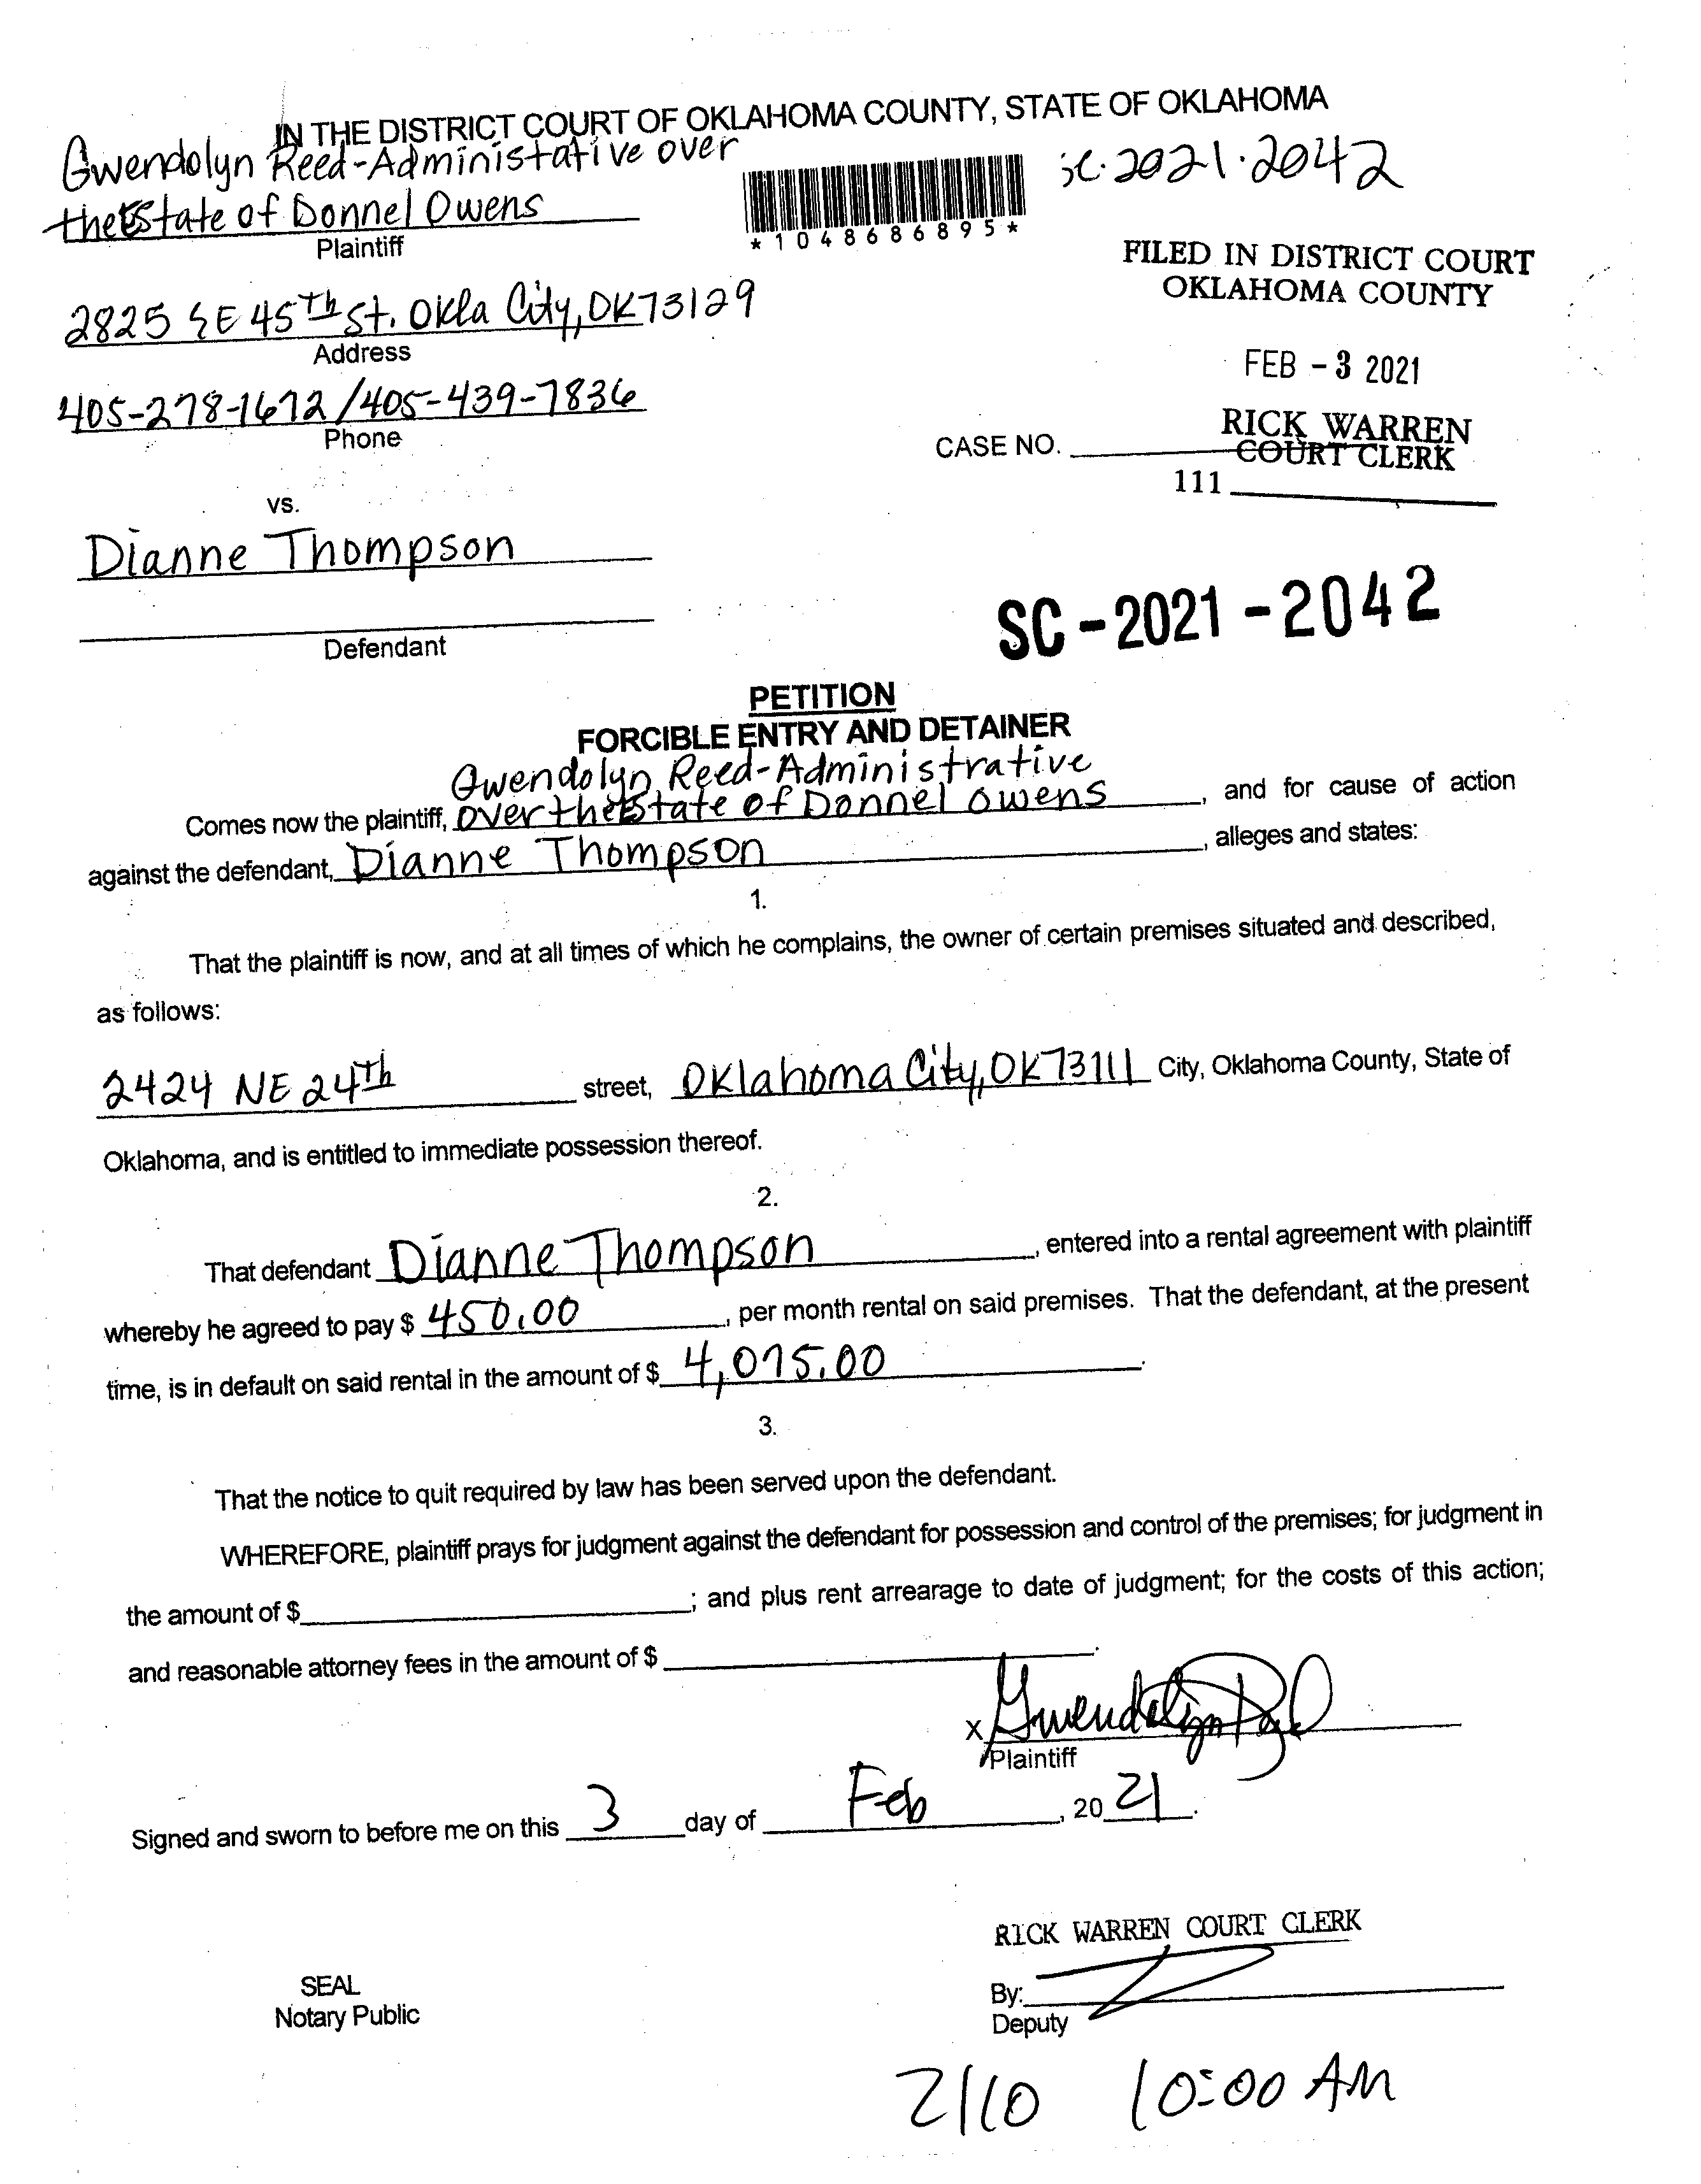 IN THE DISTRICT COURT OF OKLAHOMA COUNTY, STATE OF OKLAHOMA
Gwendolyn Reed-Administative over
the Estate of Donnel Owens
Plaintiff
sc.2021.2042
*1048686895*
FILED IN DISTRICT COURT
OKLAHOMA COUNTY
2825 SE 45th St. Okla City, OK 73129
Address
FEB - 3 2021
405-278-1672 / 405-439-7836
Phone
RICK WARREN
CASE NO. COURT CLERK
111
vs.
Dianne Thompson
Defendant
SC-2021-2042
PETITION
FORCIBLE ENTRY AND DETAINER
Gwendolyn Reed-Administrative
Comes now the plaintiff, over the Estate of Donnel Owens, and for cause of action
against the defendant, Dianne Thompson, alleges and states:
1.
That the plaintiff is now, and at all times of which he complains, the owner of certain premises situated and described,
as follows:
2424 NE 24th street, Oklahoma City, OK 73111 City, Oklahoma County, State of
Oklahoma, and is entitled to immediate possession thereof.
2.
That defendant Dianne Thompson, entered into a rental agreement with plaintiff
whereby he agreed to pay $ 450.00, per month rental on said premises. That the defendant, at the present
time, is in default on said rental in the amount of $ 4,075.00.
3.
That the notice to quit required by law has been served upon the defendant.
WHEREFORE, plaintiff prays for judgment against the defendant for possession and control of the premises; for judgment in
the amount of $ ; and plus rent arrearage to date of judgment; for the costs of this action;
and reasonable attorney fees in the amount of $ .
X Gwendolyn Reed
Plaintiff
Signed and sworn to before me on this 3 day of Feb, 2021.
RICK WARREN COURT CLERK
SEAL
Notary Public
By:
Deputy
2/10 10:00 AM